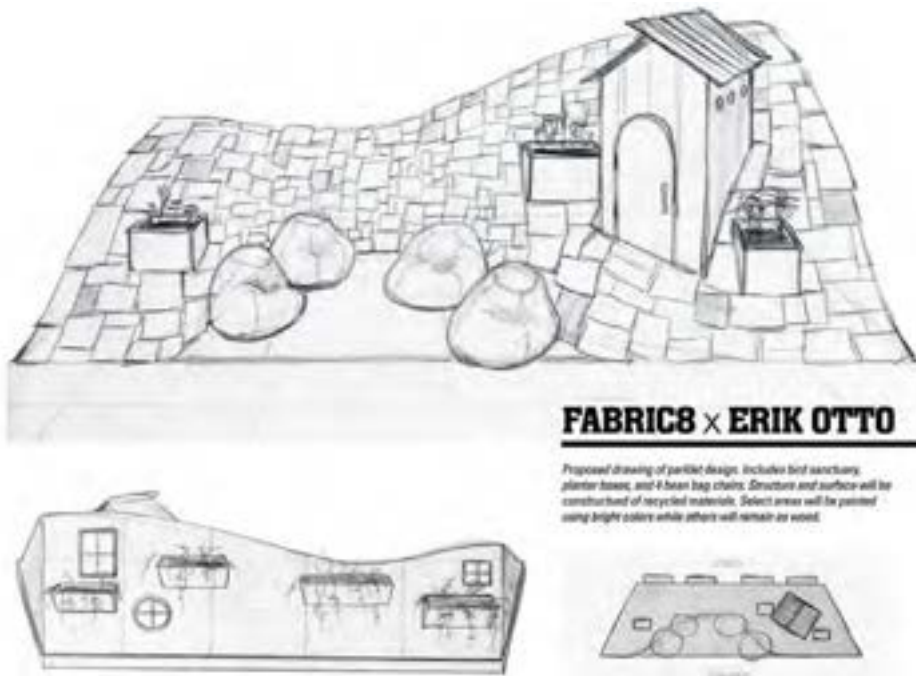 FABRIC8 x ERIK OTTO
Proposed drawing of parklet design. Includes bird sanctuary,
planter boxes, and 4 bean bag chairs. Structure and surface will be
constructued of recycled materials. Select areas will be painted
using bright colors while others will remain as wood.